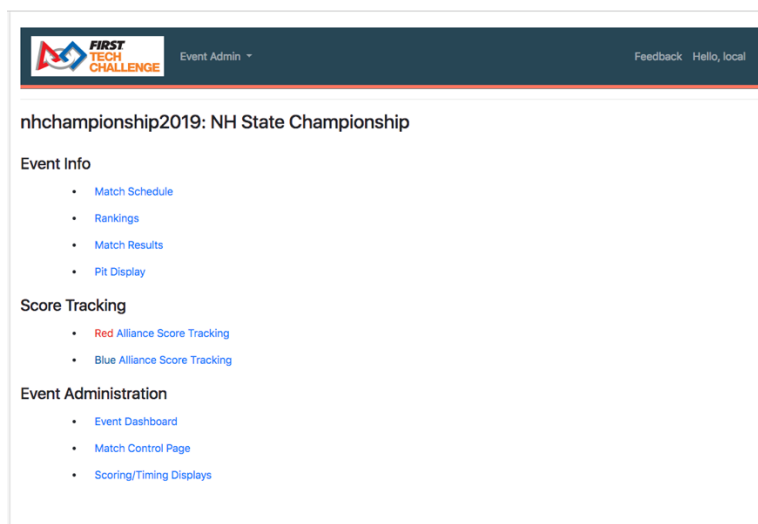 FIRST
TECH
CHALLENGE
Event Admin
Feedback Hello, local
nhchampionship2019: NH State Championship
Event Info
• Match Schedule
• Rankings
• Match Results
• Pit Display
Score Tracking
• Red Alliance Score Tracking
• Blue Alliance Score Tracking
Event Administration
• Event Dashboard
• Match Control Page
• Scoring/Timing Displays